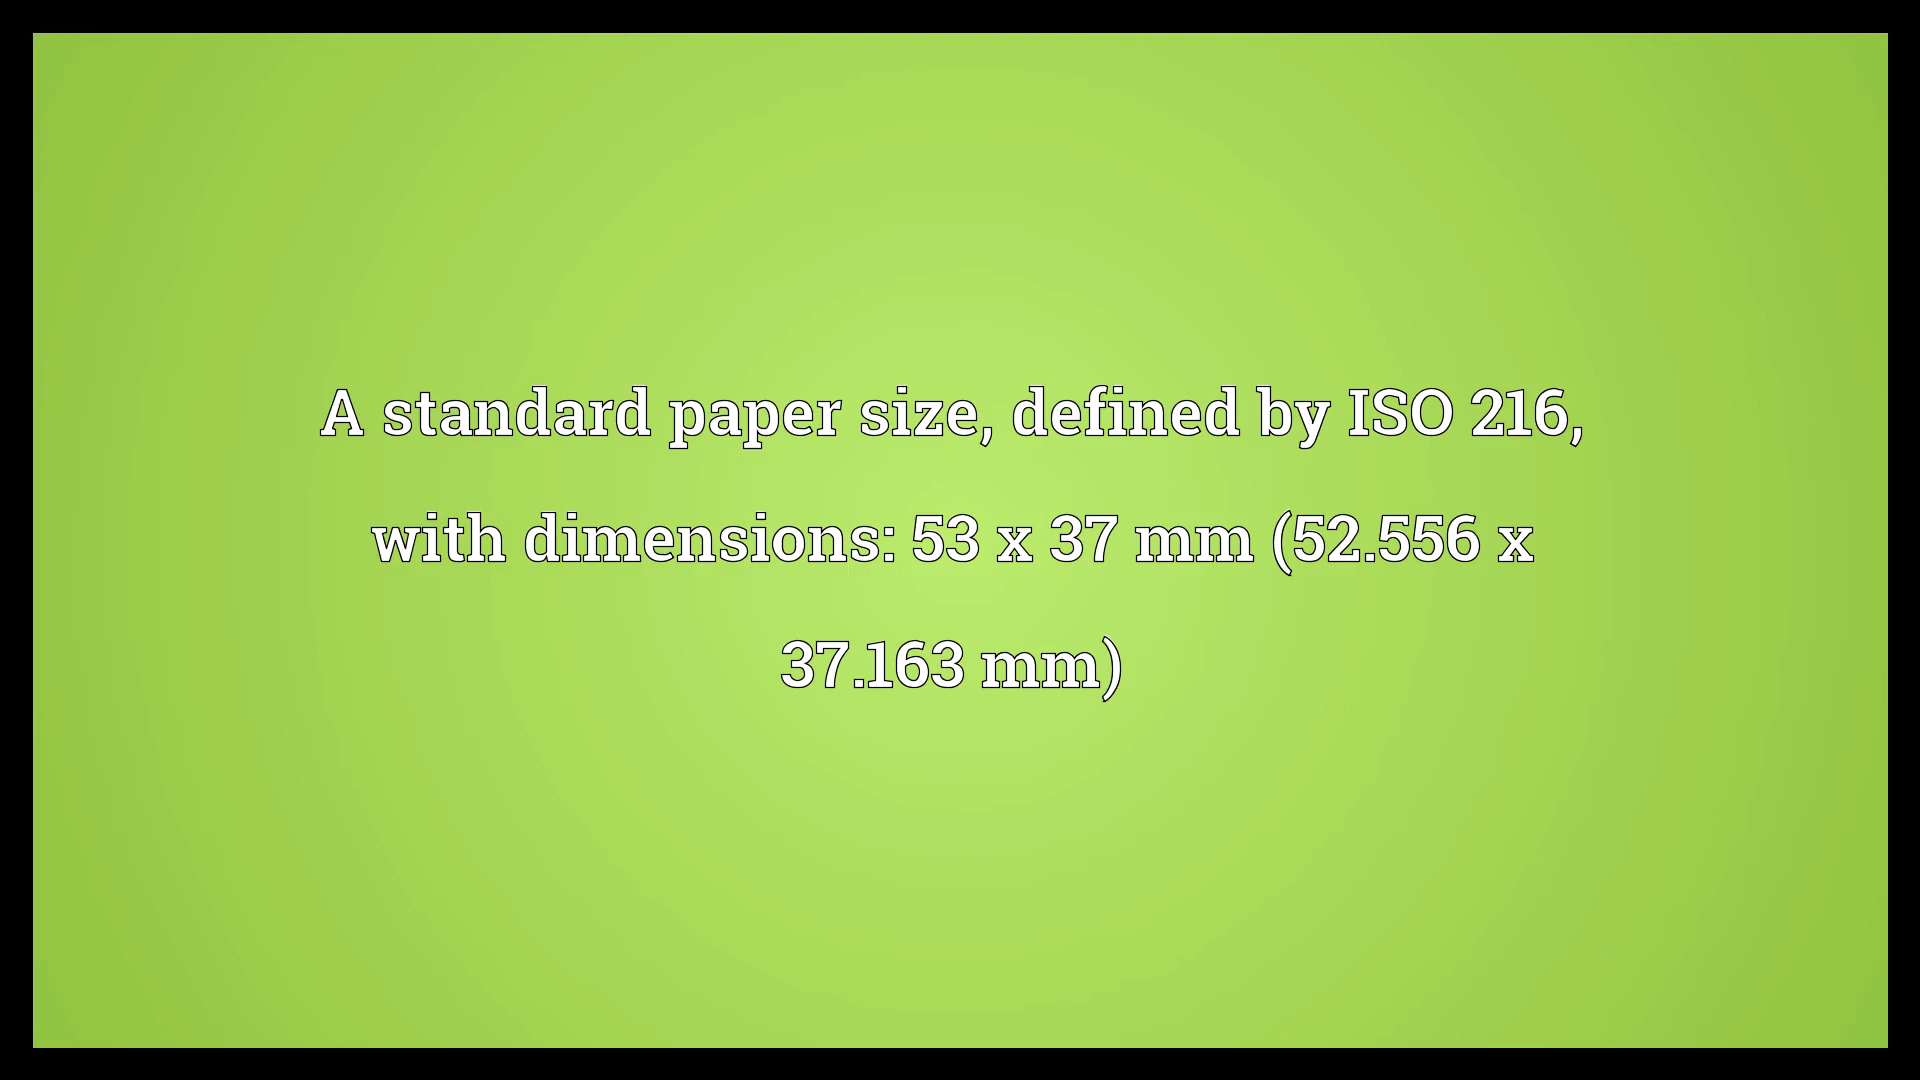 A standard paper size, defined by ISO 216,
with dimensions: 53 x 37 mm (52.556 x
37.163 mm)